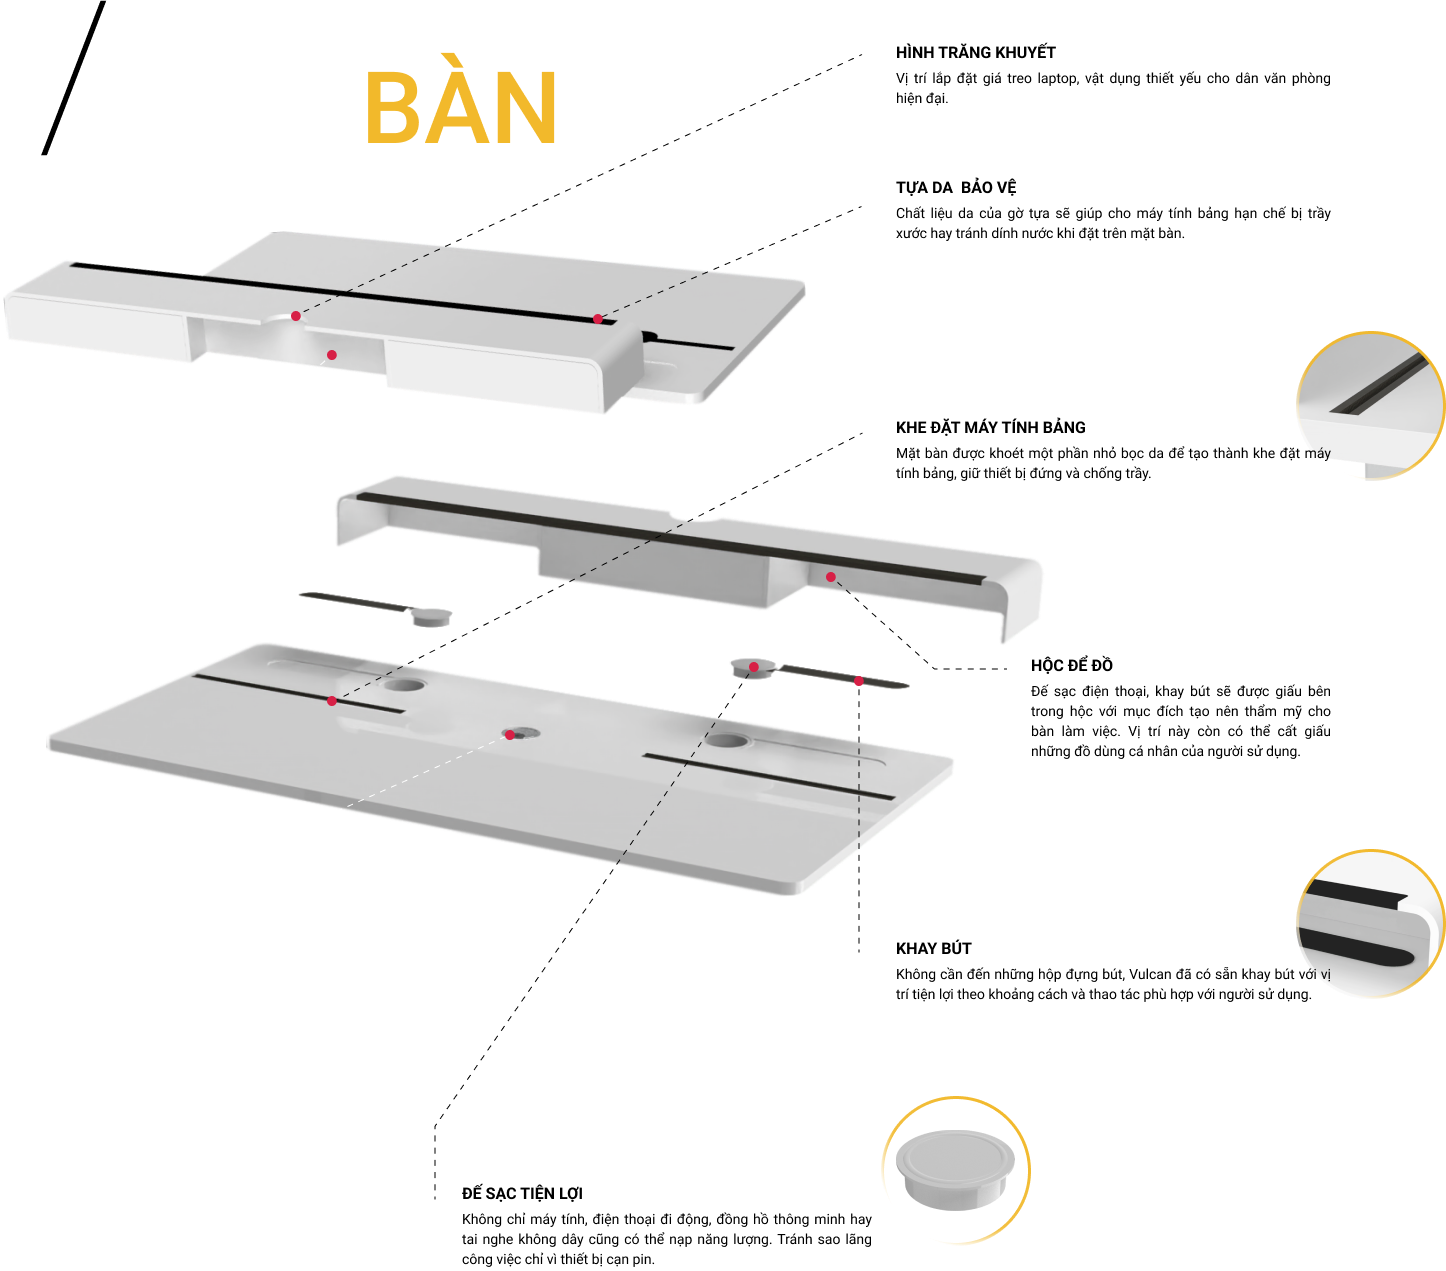 BÀN
HÌNH TRĂNG KHUYẾT
Vị trí lắp đặt giá treo laptop, vật dụng thiết yếu cho dân văn phòng
hiện đại.
TỰA DA BẢO VỆ
Chất liệu da của gờ tựa sẽ giúp cho máy tính bảng hạn chế bị trầy
xước hay tránh dính nước khi đặt trên mặt bàn.
KHE ĐẶT MÁY TÍNH BẢNG
Mặt bàn được khoét một phần nhỏ bọc da để tạo thành khe đặt máy
tính bảng, giữ thiết bị đứng và chống trầy.
HỘC ĐỂ ĐỒ
Đế sạc điện thoại, khay bút sẽ được giấu bên
trong hộc với mục đích tạo nên thẩm mỹ cho
bàn làm việc. Vị trí này còn có thể cất giấu
những đồ dùng cá nhân của người sử dụng.
KHAY BÚT
Không cần đến những hộp đựng bút, Vulcan đã có sẵn khay bút với vị
trí tiện lợi theo khoảng cách và thao tác phù hợp với người sử dụng.
ĐẾ SẠC TIỆN LỢI
Không chỉ máy tính, điện thoại đi động, đồng hồ thông minh hay
tai nghe không dây cũng có thể nạp năng lượng. Tránh sao lãng
công việc chỉ vì thiết bị cạn pin.